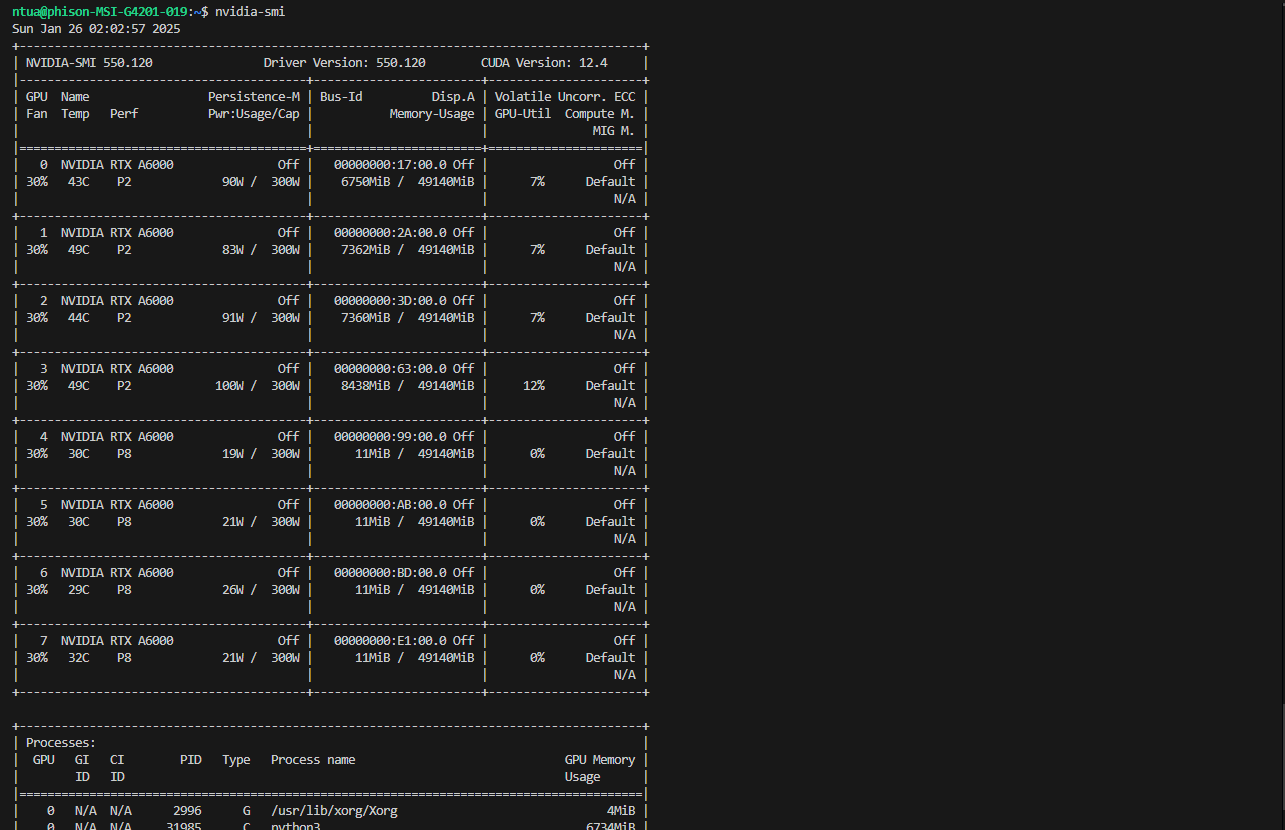 ntua@phison-MSI-G4201-019:~$ nvidia-smi
Sun Jan 26 02:02:57 2025
+-----------------------------------------------------------------------------------------+
| NVIDIA-SMI 550.120                Driver Version: 550.120        CUDA Version: 12.4     |
|-----------------------------------------+------------------------+----------------------+
| GPU  Name                 Persistence-M | Bus-Id          Disp.A | Volatile Uncorr. ECC |
| Fan  Temp   Perf          Pwr:Usage/Cap |           Memory-Usage | GPU-Util  Compute M. |
|                                         |                        |               MIG M. |
|=========================================+========================+======================|
|   0  NVIDIA RTX A6000               Off |   00000000:17:00.0 Off |                  Off |
| 30%   43C    P2             90W /  300W |    6750MiB /  49140MiB |      7%      Default |
|                                         |                        |                  N/A |
+-----------------------------------------+------------------------+----------------------+
|   1  NVIDIA RTX A6000               Off |   00000000:2A:00.0 Off |                  Off |
| 30%   49C    P2             83W /  300W |    7362MiB /  49140MiB |      7%      Default |
|                                         |                        |                  N/A |
+-----------------------------------------+------------------------+----------------------+
|   2  NVIDIA RTX A6000               Off |   00000000:3D:00.0 Off |                  Off |
| 30%   44C    P2             91W /  300W |    7360MiB /  49140MiB |      7%      Default |
|                                         |                        |                  N/A |
+-----------------------------------------+------------------------+----------------------+
|   3  NVIDIA RTX A6000               Off |   00000000:63:00.0 Off |                  Off |
| 30%   49C    P2            100W /  300W |    8438MiB /  49140MiB |     12%      Default |
|                                         |                        |                  N/A |
+-----------------------------------------+------------------------+----------------------+
|   4  NVIDIA RTX A6000               Off |   00000000:99:00.0 Off |                  Off |
| 30%   30C    P8             19W /  300W |      11MiB /  49140MiB |      0%      Default |
|                                         |                        |                  N/A |
+-----------------------------------------+------------------------+----------------------+
|   5  NVIDIA RTX A6000               Off |   00000000:AB:00.0 Off |                  Off |
| 30%   30C    P8             21W /  300W |      11MiB /  49140MiB |      0%      Default |
|                                         |                        |                  N/A |
+-----------------------------------------+------------------------+----------------------+
|   6  NVIDIA RTX A6000               Off |   00000000:BD:00.0 Off |                  Off |
| 30%   29C    P8             26W /  300W |      11MiB /  49140MiB |      0%      Default |
|                                         |                        |                  N/A |
+-----------------------------------------+------------------------+----------------------+
|   7  NVIDIA RTX A6000               Off |   00000000:E1:00.0 Off |                  Off |
| 30%   32C    P8             21W /  300W |      11MiB /  49140MiB |      0%      Default |
|                                         |                        |                  N/A |
+-----------------------------------------+------------------------+----------------------+
+-----------------------------------------------------------------------------------------+
| Processes:                                                                              |
|  GPU   GI   CI        PID   Type   Process name                              GPU Memory |
|        ID   ID                                                               Usage      |
|=========================================================================================|
|    0   N/A  N/A      2996      G   /usr/lib/xorg/Xorg                              4MiB |
|    0   N/A  N/A     31985      C   python3                                      6734MiB |